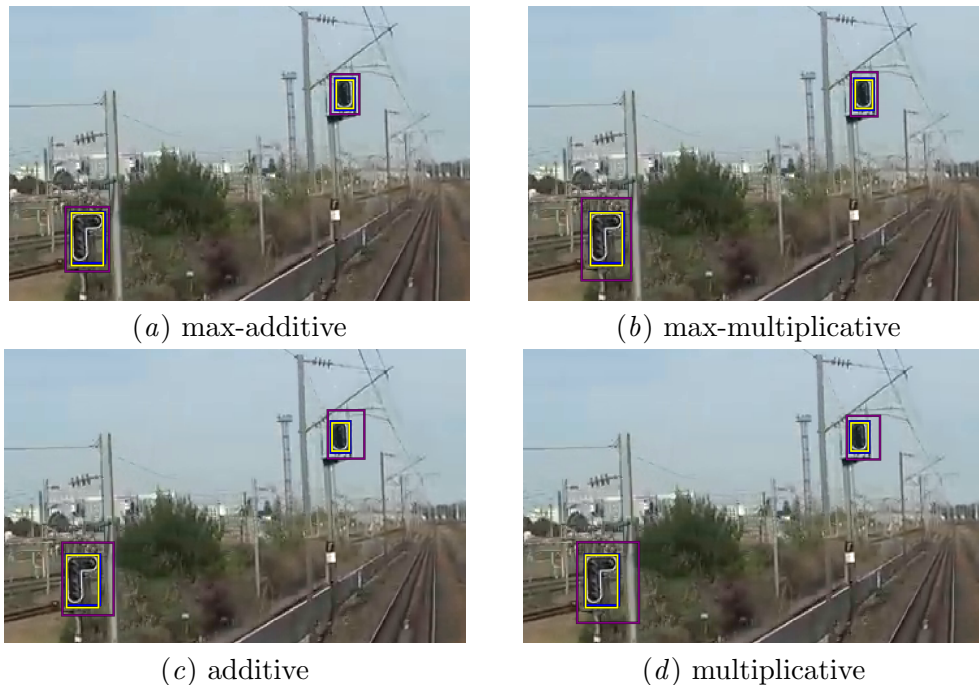 (a) max-additive
(b) max-multiplicative
(c) additive
(d) multiplicative